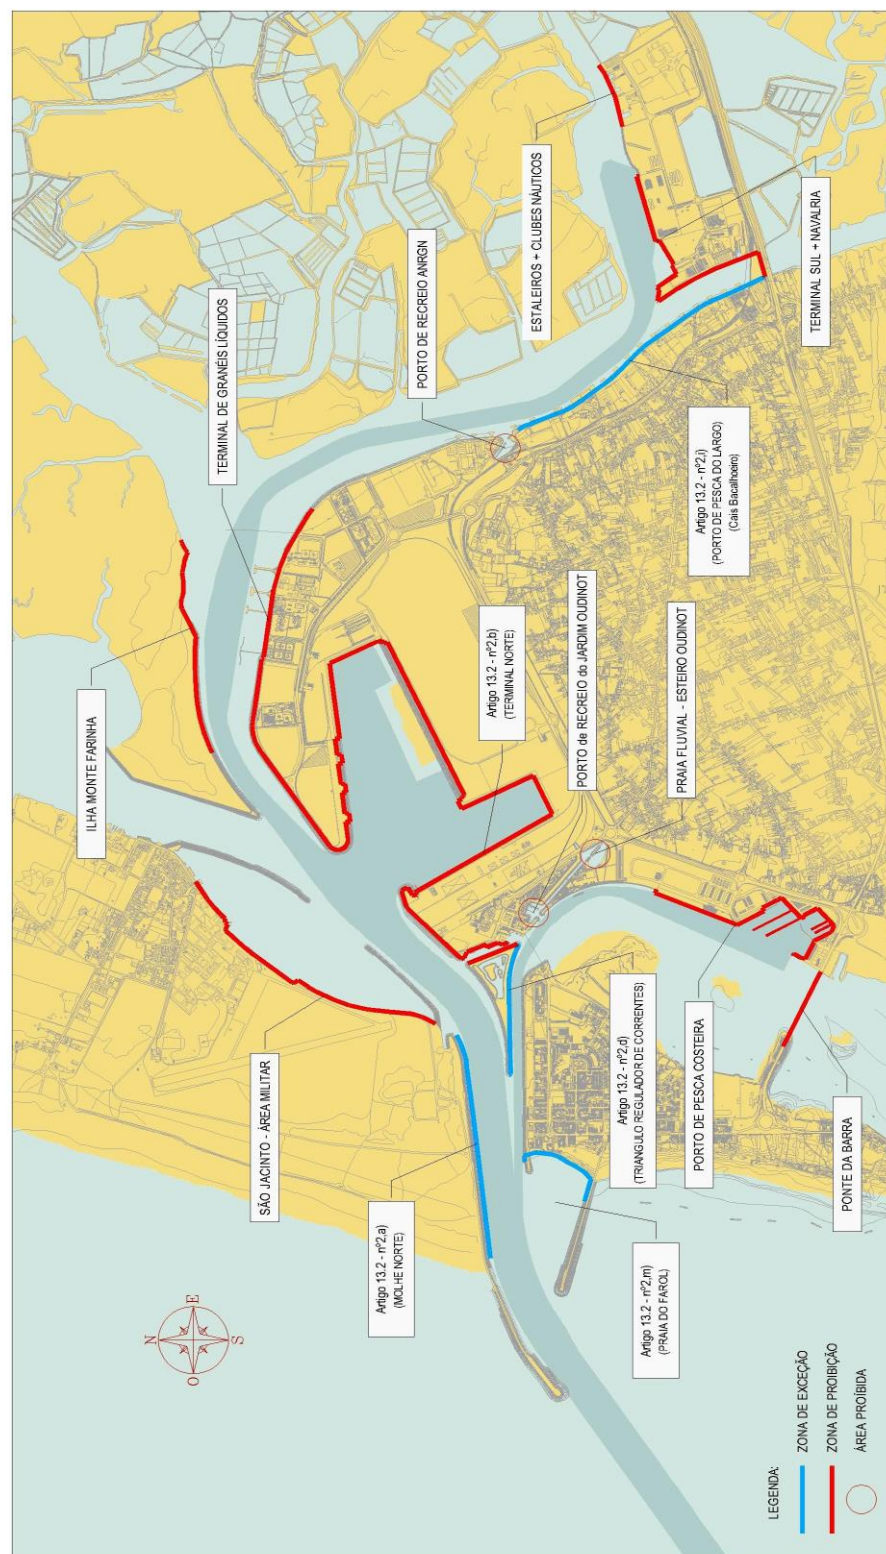 ESTALEIROS + CLUBES NÁUTICOS
PORTO DE RECREIO ANRGN
TERMINAL DE GRANÉIS LÍQUIDOS
TERMINAL SUL + NAVALRIA
Artigo 13.2 - nº2,i)
(PORTO DE PESCA DO LARGO)
(Cais Bacalhoeiro)
ILHA MONTE FARINHA
Artigo 13.2 - nº2,b)
(TERMINAL NORTE)
PORTO de RECREIO do JARDIM OUDINOT
PRAIA FLUVIAL - ESTEIRO OUDINOT
SÃO JACINTO - ÁREA MILITAR
Artigo 13.2 - nº2,d)
(TRIANGULO REGULADOR DE CORRENTES)
PORTO DE PESCA COSTEIRA
PONTE DA BARRA
Artigo 13.2 - nº2,a)
(MOLHE NORTE)
Artigo 13.2 - nº2,m)
(PRAIA DO FAROL)
N
E
S
O
LEGENDA:
ZONA DE EXCEÇÃO
ZONA DE PROIBIÇÃO
ÁREA PROÍBIDA